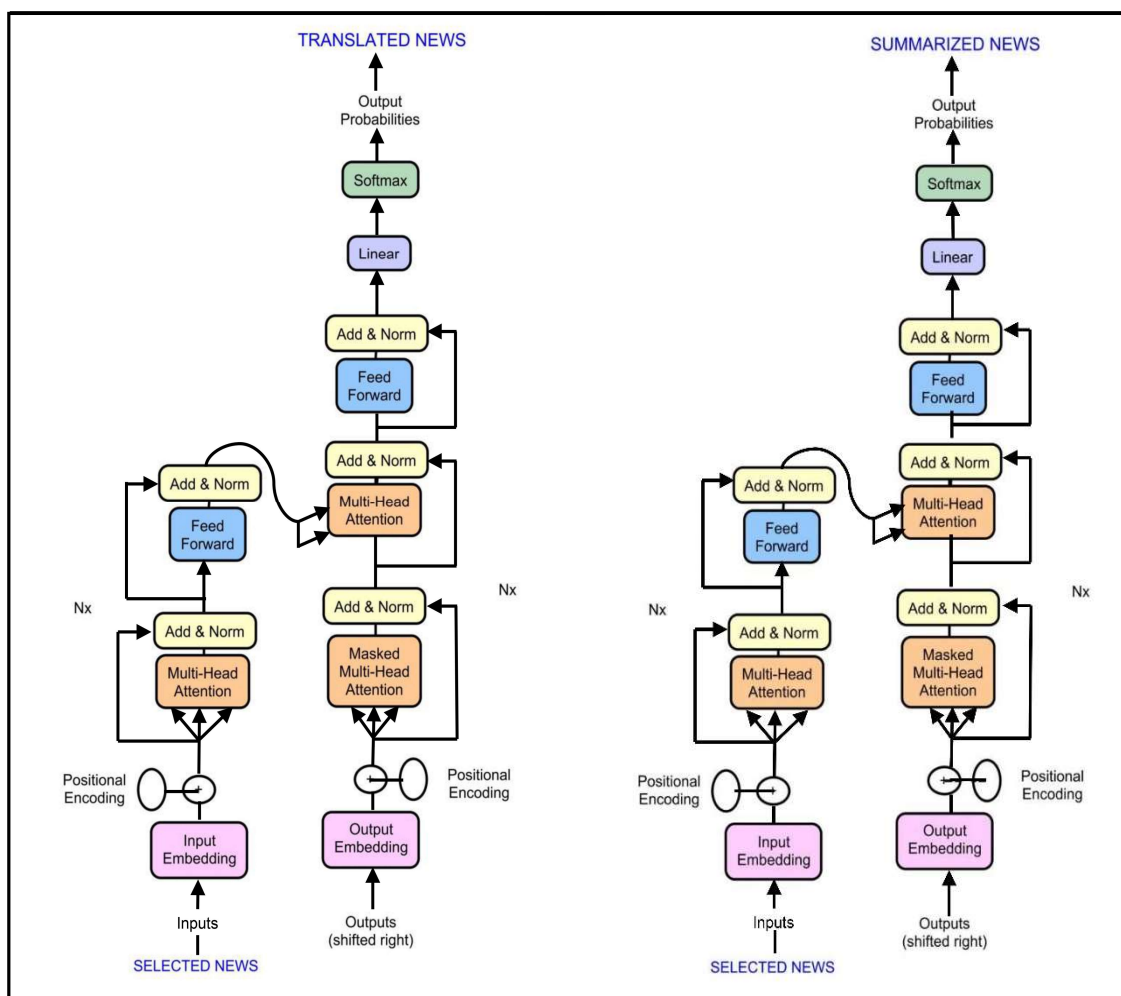 TRANSLATED NEWS
Output
Probabilities
Softmax
Linear
Add & Norm
Feed
Forward
Add & Norm
Multi-Head
Attention
Add & Norm
Masked
Multi-Head
Attention
Add & Norm
Feed
Forward
Nx
Nx
Add & Norm
Multi-Head
Attention
Positional
Encoding
+
+
Positional
Encoding
Input
Embedding
Output
Embedding
Inputs
Outputs
(shifted right)
SELECTED NEWS
SUMMARIZED NEWS
Output
Probabilities
Softmax
Linear
Add & Norm
Feed
Forward
Add & Norm
Multi-Head
Attention
Add & Norm
Masked
Multi-Head
Attention
Add & Norm
Feed
Forward
Nx
Nx
Add & Norm
Multi-Head
Attention
Positional
Encoding
+
+
Positional
Encoding
Input
Embedding
Output
Embedding
Inputs
Outputs
(shifted right)
SELECTED NEWS